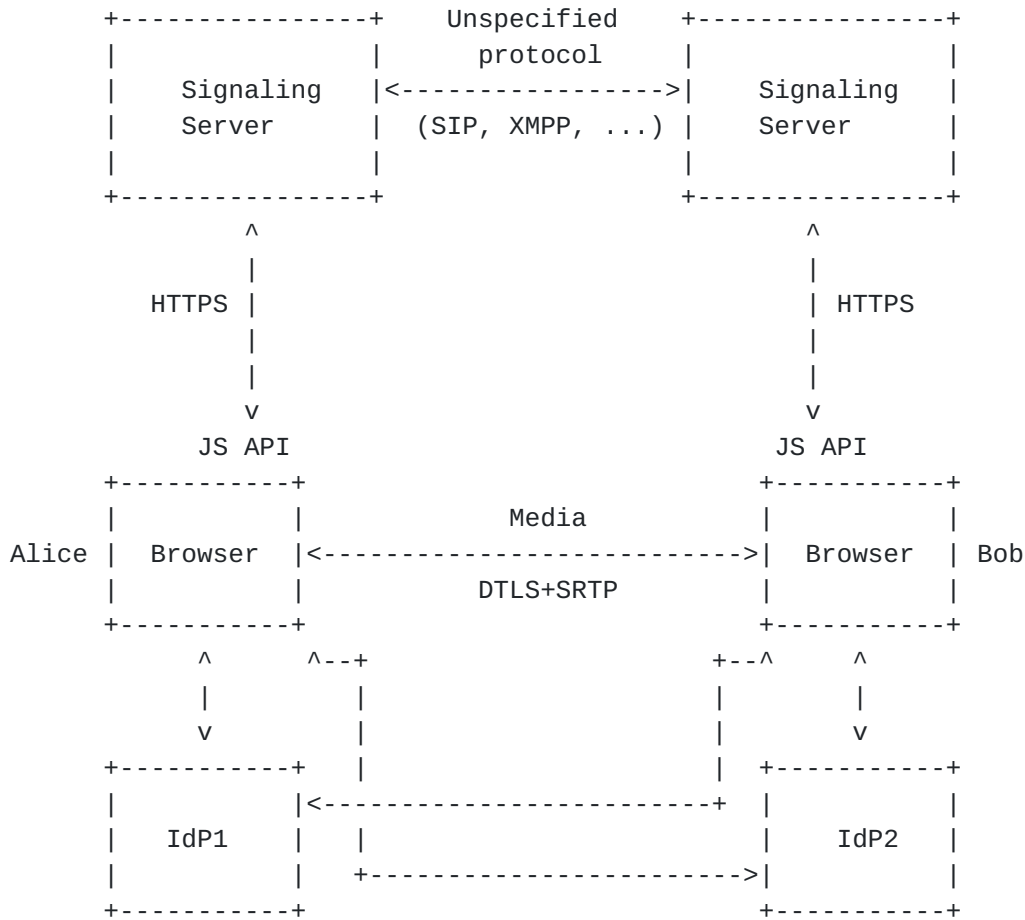 Unspecified
protocol
Signaling Signaling
Server (SIP, XMPP, ...) Server
HTTPS HTTPS
JS API JS API
Media
Alice Browser Browser Bob
DTLS+SRTP
IdP1 IdP2